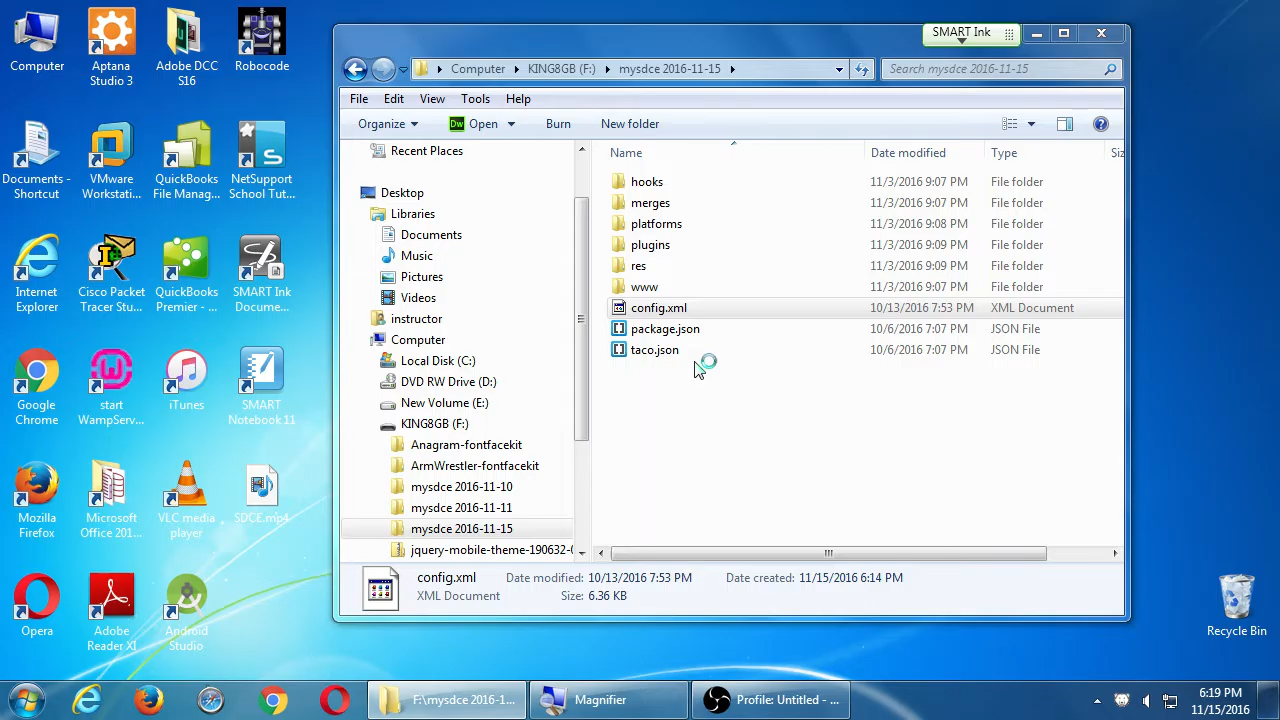 Computer
Aptana
Studio 3
Adobe DCC
S16
Robocode
Documents -
Shortcut
VMware
Workstati...
QuickBooks
File Manag...
NetSupport
School Tut...
Internet
Explorer
Cisco Packet
Tracer Stu...
QuickBooks
Premier - ...
SMART Ink
Docume...
Google
Chrome
start
WampServ...
iTunes
SMART
Notebook 11
Mozilla
Firefox
Microsoft
Office 201...
VLC media
player
SDCE.mp4
Opera
Adobe
Reader XI
Android
Studio
Recycle Bin
SMART Ink
Computer
KING8GB (F:)
mysdce 2016-11-15
Search mysdce 2016-11-15
File Edit View Tools Help
Organize
Dw Open
Burn
New folder
Recent Places
Desktop
Libraries
Documents
Music
Pictures
Videos
instructor
Computer
Local Disk (C:)
DVD RW Drive (D:)
New Volume (E:)
KING8GB (F:)
Anagram-fontfacekit
ArmWrestler-fontfacekit
mysdce 2016-11-10
mysdce 2016-11-11
mysdce 2016-11-15
jquery-mobile-theme-190632-0
Name Date modified Type Siz
hooks 11/3/2016 9:07 PM File folder
merges 11/3/2016 9:07 PM File folder
platforms 11/3/2016 9:08 PM File folder
plugins 11/3/2016 9:09 PM File folder
res 11/3/2016 9:09 PM File folder
www 11/3/2016 9:07 PM File folder
config.xml 10/13/2016 7:53 PM XML Document
package.json 10/6/2016 7:07 PM JSON File
taco.json 10/6/2016 7:07 PM JSON File
config.xml Date modified: 10/13/2016 7:53 PM Date created: 11/15/2016 6:14 PM
XML Document Size: 6.36 KB
F:\mysdce 2016-1...
Magnifier
Profile: Untitled - ...
6:19 PM
11/15/2016